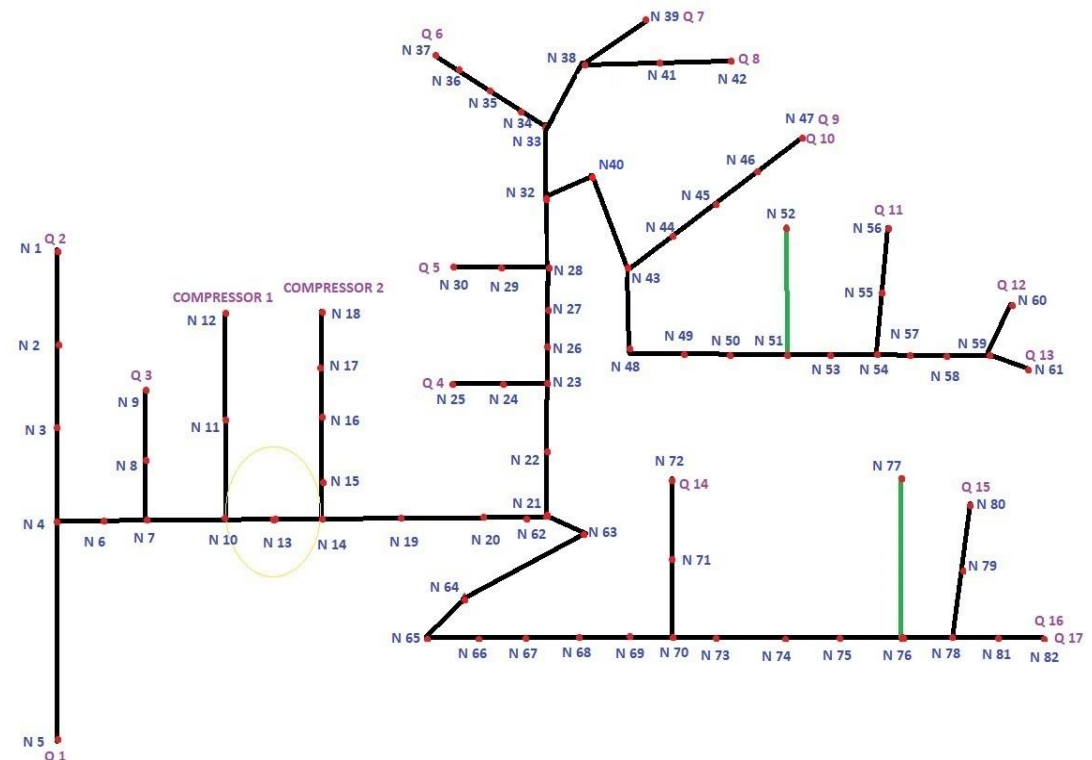 N 39 Q 7
Q 6
N 37
N 38
Q 8
N 36
N 41
N 42
N 35
N 34
N 33
N 47 Q 9
Q 10
N 46
N40
N 32
N 45
N 44
N 52
Q 11
N 56
Q 2
N 1
Q 5
N 30
N 29
N 28
N 43
COMPRESSOR 1
COMPRESSOR 2
N 12
N 18
N 27
N 55
Q 12
N 60
N 2
N 26
N 49
N 50
N 51
N 57
N 59
N 48
N 53
N 54
N 58
Q 13
N 61
N 17
Q 3
N 9
Q 4
N 25
N 24
N 23
N 3
N 11
N 16
N 8
N 22
N 72
Q 14
N 77
Q 15
N 80
N 15
N 21
N 4
N 6
N 7
N 10
N 13
N 14
N 19
N 20
N 62
N 63
N 71
N 79
N 64
N 65
N 66
N 67
N 68
N 69
N 70
N 73
N 74
N 75
N 76
N 78
N 81
Q 16
Q 17
N 82
N 5
Q 1